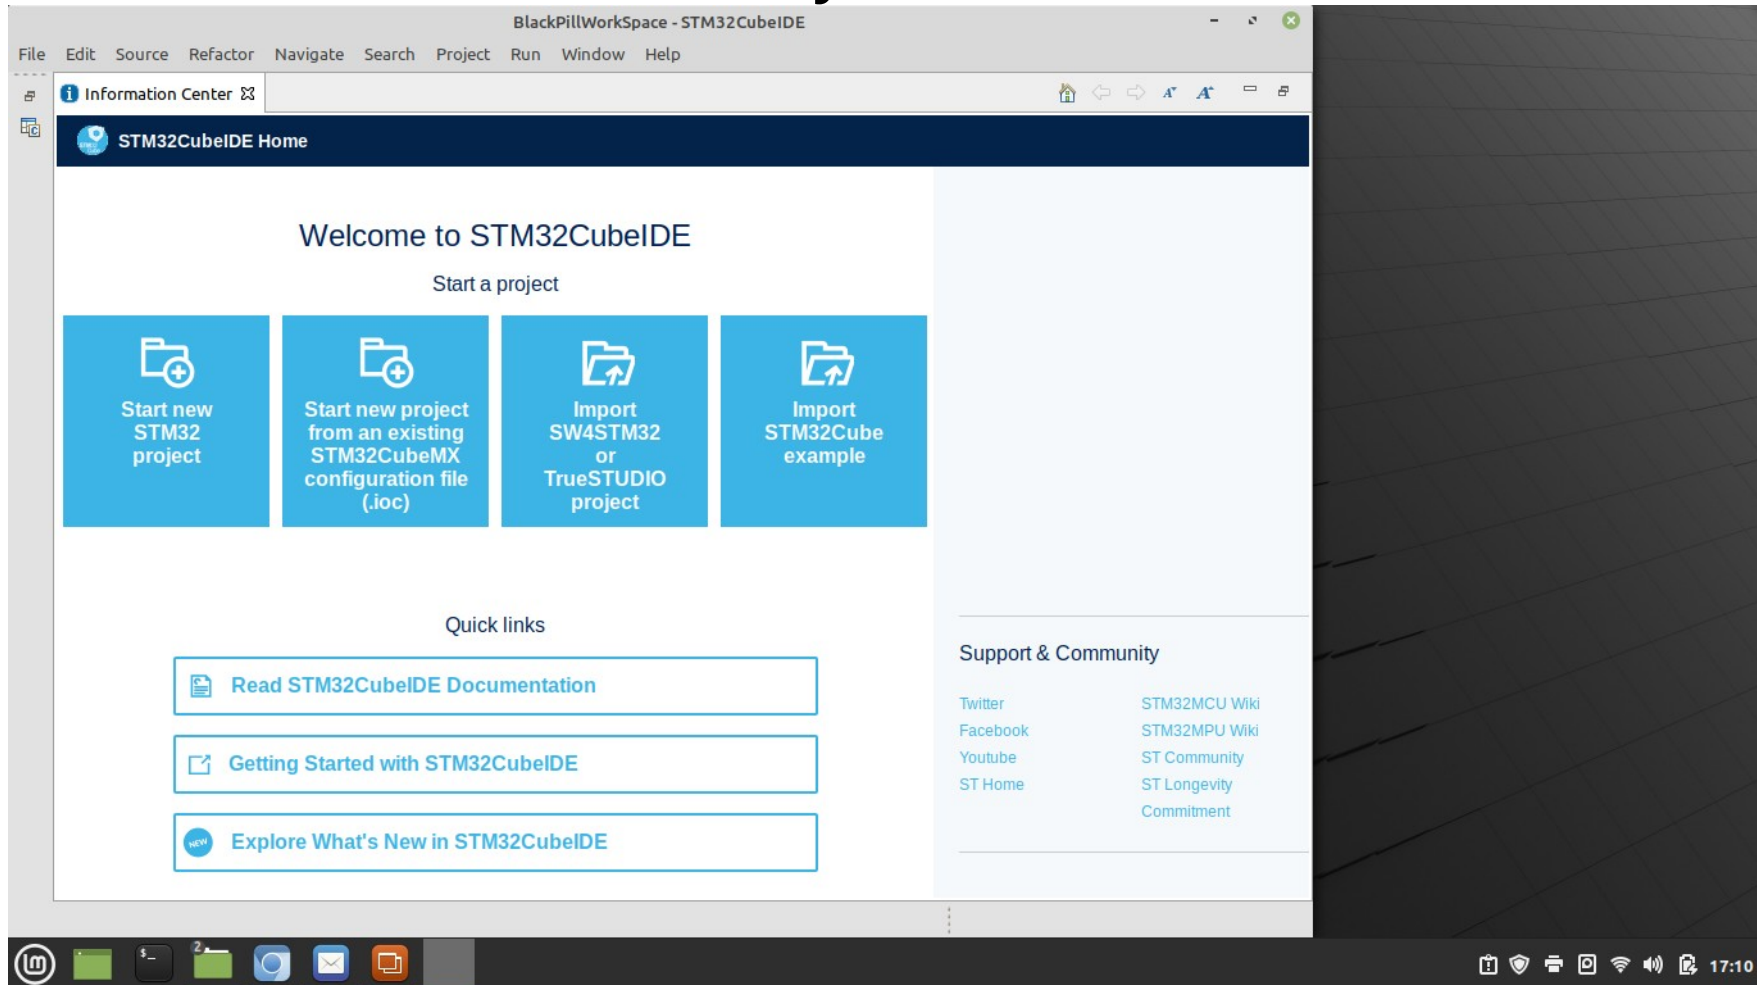 BlackPillWorkSpace - STM32CubeIDE
File Edit Source Refactor Navigate Search Project Run Window Help
Information Center
STM32CubeIDE Home
Welcome to STM32CubeIDE
Start a project
Start new
STM32
project
Start new project
from an existing
STM32CubeMX
configuration file
(.ioc)
Import
SW4STM32
or
TrueSTUDIO
project
Import
STM32Cube
example
Quick links
Read STM32CubeIDE Documentation
Getting Started with STM32CubeIDE
NEW
Explore What's New in STM32CubeIDE
Support & Community
Twitter
Facebook
Youtube
ST Home
STM32MCU Wiki
STM32MPU Wiki
ST Community
ST Longevity
Commitment
2
17:10